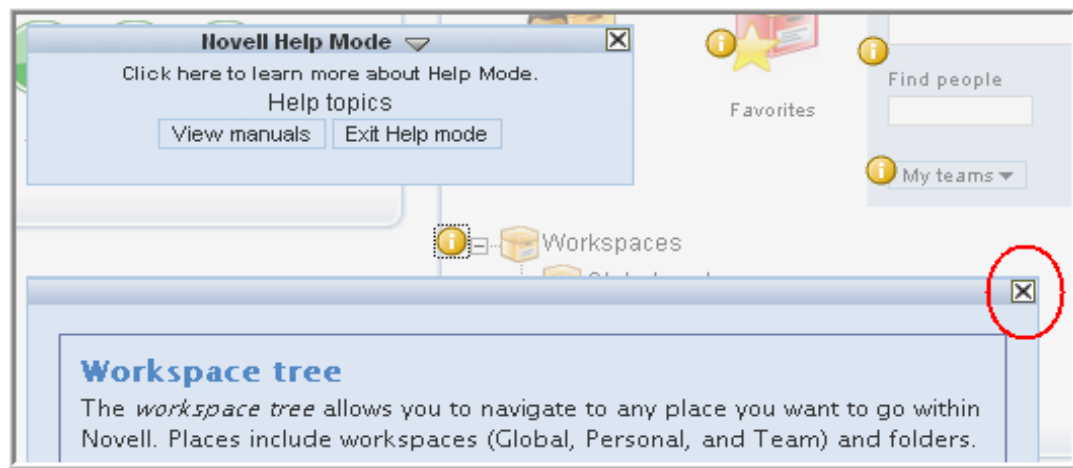 Novell Help Mode
Click here to learn more about Help Mode.
Help topics
View manuals Exit Help mode
Favorites
Find people
My teams
Workspaces
Workspace tree
The workspace tree allows you to navigate to any place you want to go within
Novell. Places include workspaces (Global, Personal, and Team) and folders.